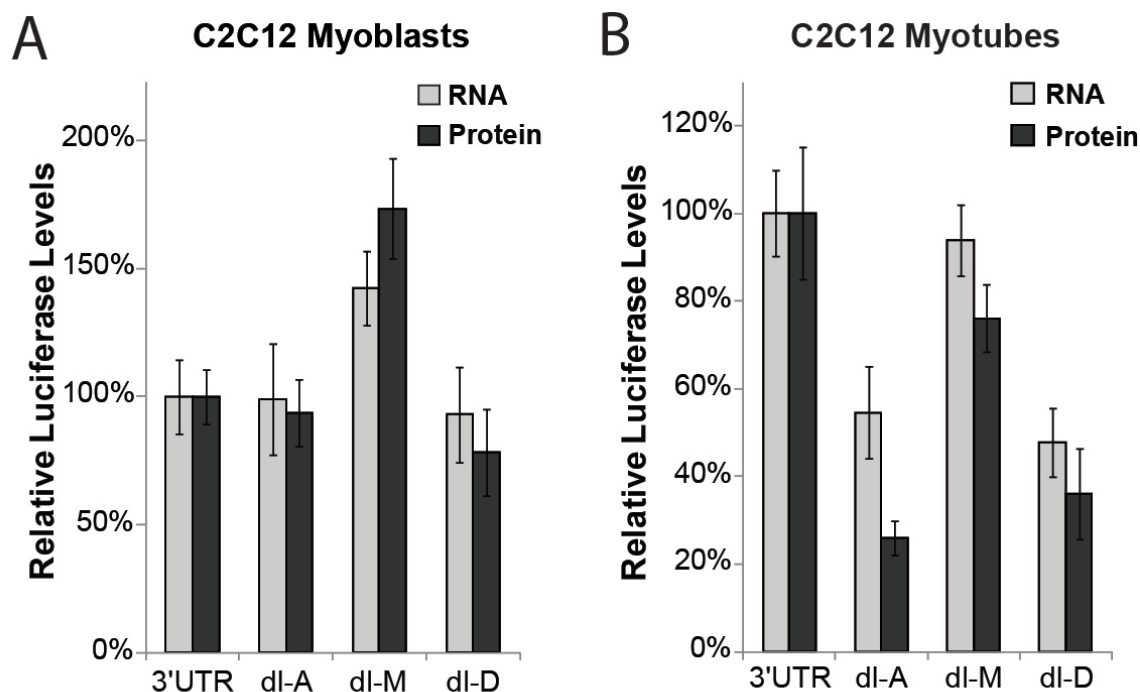 A
C2C12 Myoblasts
RNA
Protein
Relative Luciferase Levels
200%
150%
100%
50%
0%
3'UTR dl-A dl-M dl-D
B
C2C12 Myotubes
RNA
Protein
Relative Luciferase Levels
120%
100%
80%
60%
40%
20%
0%
3'UTR dl-A dl-M dl-D